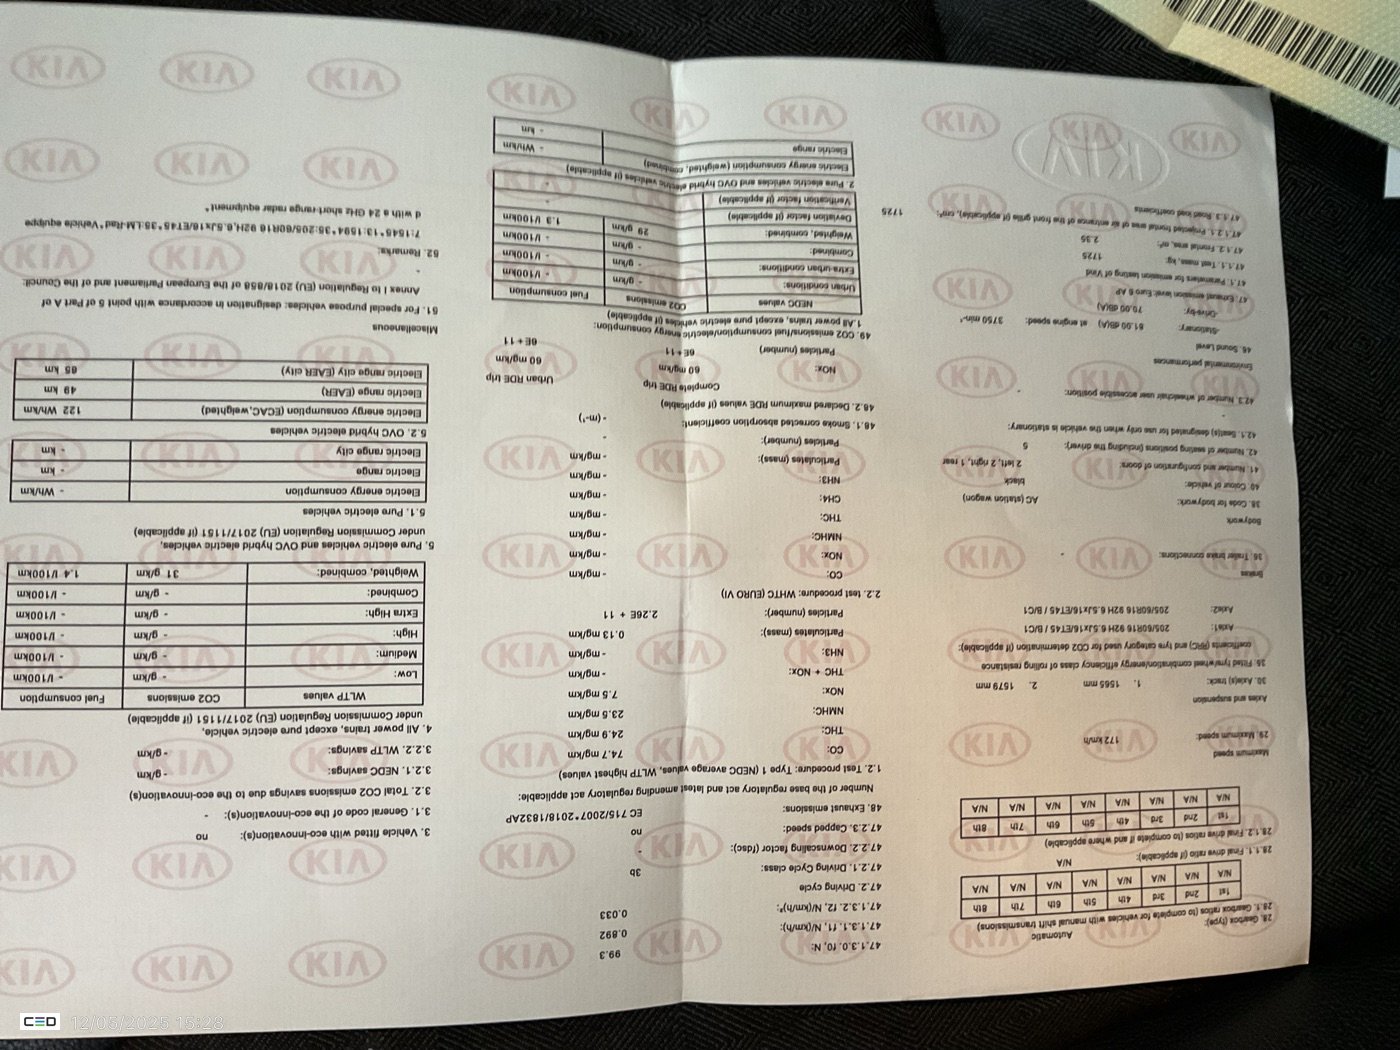 28. Gearbox (type): Automatic
28.1. Gearbox ratios (to complete for vehicles with manual shift transmissions)
1st 2nd 3rd 4th 5th 6th 7th 8th
N/A N/A N/A N/A N/A N/A N/A N/A
28.1.1. Final drive ratio (if applicable): N/A
28.1.2. Final drive ratios (to complete if and where applicable)
1st 2nd 3rd 4th 5th 6th 7th 8th
N/A N/A N/A N/A N/A N/A N/A N/A
Maximum speed
29. Maximum speed: 172 km/h
Axles and suspension
30. Axle(s) track: 1. 1565 mm 2. 1579 mm
35. Fitted tyre/wheel combination/energy efficiency class of rolling resistance
coefficients (RRC) and tyre category used for CO2 determination (if applicable):
Axle1: 205/60R16 92H 6.5Jx16/ET45 / B/C1
Axle2: 205/60R16 92H 6.5Jx16/ET45 / B/C1
Brakes
36. Trailer brake connections: -
Bodywork
38. Code for bodywork: AC (station wagon)
40. Colour of vehicle: black
41. Number and configuration of doors: 2 left, 2 right, 1 rear
42. Number of seating positions (including the driver): 5
42.1. Seat(s) designated for use only when the vehicle is stationary:
-
42.3. Number of wheelchair user accessible position: -
Environmental performances
46. Sound Level
-Stationary: 81.00 dB(A) at engine speed: 3750 min-¹
-Drive-by: 70.00 dB(A)
47. Exhaust emission level: Euro 6 AP
47.1. Parameters for emission testing of Vind
47.1.1. Test mass, kg: 1725
47.1.2. Frontal area, m²: 2.35
47.1.2.1. Projected frontal area of air entrance of the front grille (if applicable), cm²: 1725
47.1.3. Road load coefficients
47.1.3.0. f0, N: 99.3
47.1.3.1. f1, N/(km/h): 0.892
47.1.3.2. f2, N/(km/h)²: 0.033
47.2. Driving cycle
47.2.1. Driving Cycle class: 3b
47.2.2. Downscaling factor (fdsc): -
47.2.3. Capped speed: no
48. Exhaust emissions: EC 715/2007*2018/1832AP
Number of the base regulatory act and latest amending regulatory act applicable:
1.2. Test procedure: Type 1 (NEDC average values, WLTP highest values)
CO: 74.7 mg/km
THC: 24.9 mg/km
NMHC: 23.5 mg/km
NOx: 7.5 mg/km
THC + NOx: - mg/km
NH3: - mg/km
Particulates (mass): 0.13 mg/km
Particles (number): 2.26E + 11
2.2. Test procedure: WHTC (EURO VI)
CO: - mg/km
NOx: - mg/km
NMHC: - mg/km
THC: - mg/km
CH4: - mg/km
NH3: - mg/km
Particulates (mass): - mg/km
Particles (number): -
48.1. Smoke corrected absorption coefficient: - (m-¹)
48.2. Declared maximum RDE values (if applicable)
Complete RDE trip Urban RDE trip
NOx: 60 mg/km 60 mg/km
Particles (number) 6E+11 6E+11
49. CO2 emissions/fuel consumption/electric energy consumption:
1.All power trains, except pure electric vehicles (if applicable)
NEDC values CO2 emissions Fuel consumption
Urban conditions: - g/km - l/100km
Extra-urban conditions: - g/km - l/100km
Combined: - g/km - l/100km
Weighted, combined: 29 g/km 1.3 l/100km
Deviation factor (if applicable) -
Verification factor (if applicable) -
2. Pure electric vehicles and OVC hybrid electric vehicles (if applicable)
Electric energy consumption (weighted, combined) - Wh/km
Electric range - km
3. Vehicle fitted with eco-innovation(s): no
3.1. General code of the eco-innovation(s): -
3.2. Total CO2 emissions savings due to the eco-innovation(s)
3.2.1. NEDC savings: - g/km
3.2.2. WLTP savings: - g/km
4. All power trains, except pure electric vehicle,
under Commission Regulation (EU) 2017/1151 (if applicable)
WLTP values CO2 emissions Fuel consumption
Low: - g/km - l/100km
Medium: - g/km - l/100km
High: - g/km - l/100km
Extra High: - g/km - l/100km
Combined: - g/km - l/100km
Weighted, combined: 31 g/km 1.4 l/100km
5. Pure electric vehicles and OVC hybrid electric vehicles,
under Commission Regulation (EU) 2017/1151 (if applicable)
5.1. Pure electric vehicles
Electric energy consumption - Wh/km
Electric range - km
Electric range city - km
5.2. OVC hybrid electric vehicles
Electric energy consumption (ECAC,weighted) 122 Wh/km
Electric range (EAER) 49 km
Electric range city (EAER city) 65 km
Miscellaneous
51. For special purpose vehicles: designation in accordance with point 5 of Part A of
Annex I to Regulation (EU) 2018/858 of the European Parliament and of the Council:
-
52. Remarks:
7:1545*13:1594*35:205/60R16 92H,6.5Jx16/ET45*35:LM-Rad*Vehicle equippe
d with a 24 GHz short-range radar equipment*
KIA
CED 12/05/2025 15:28